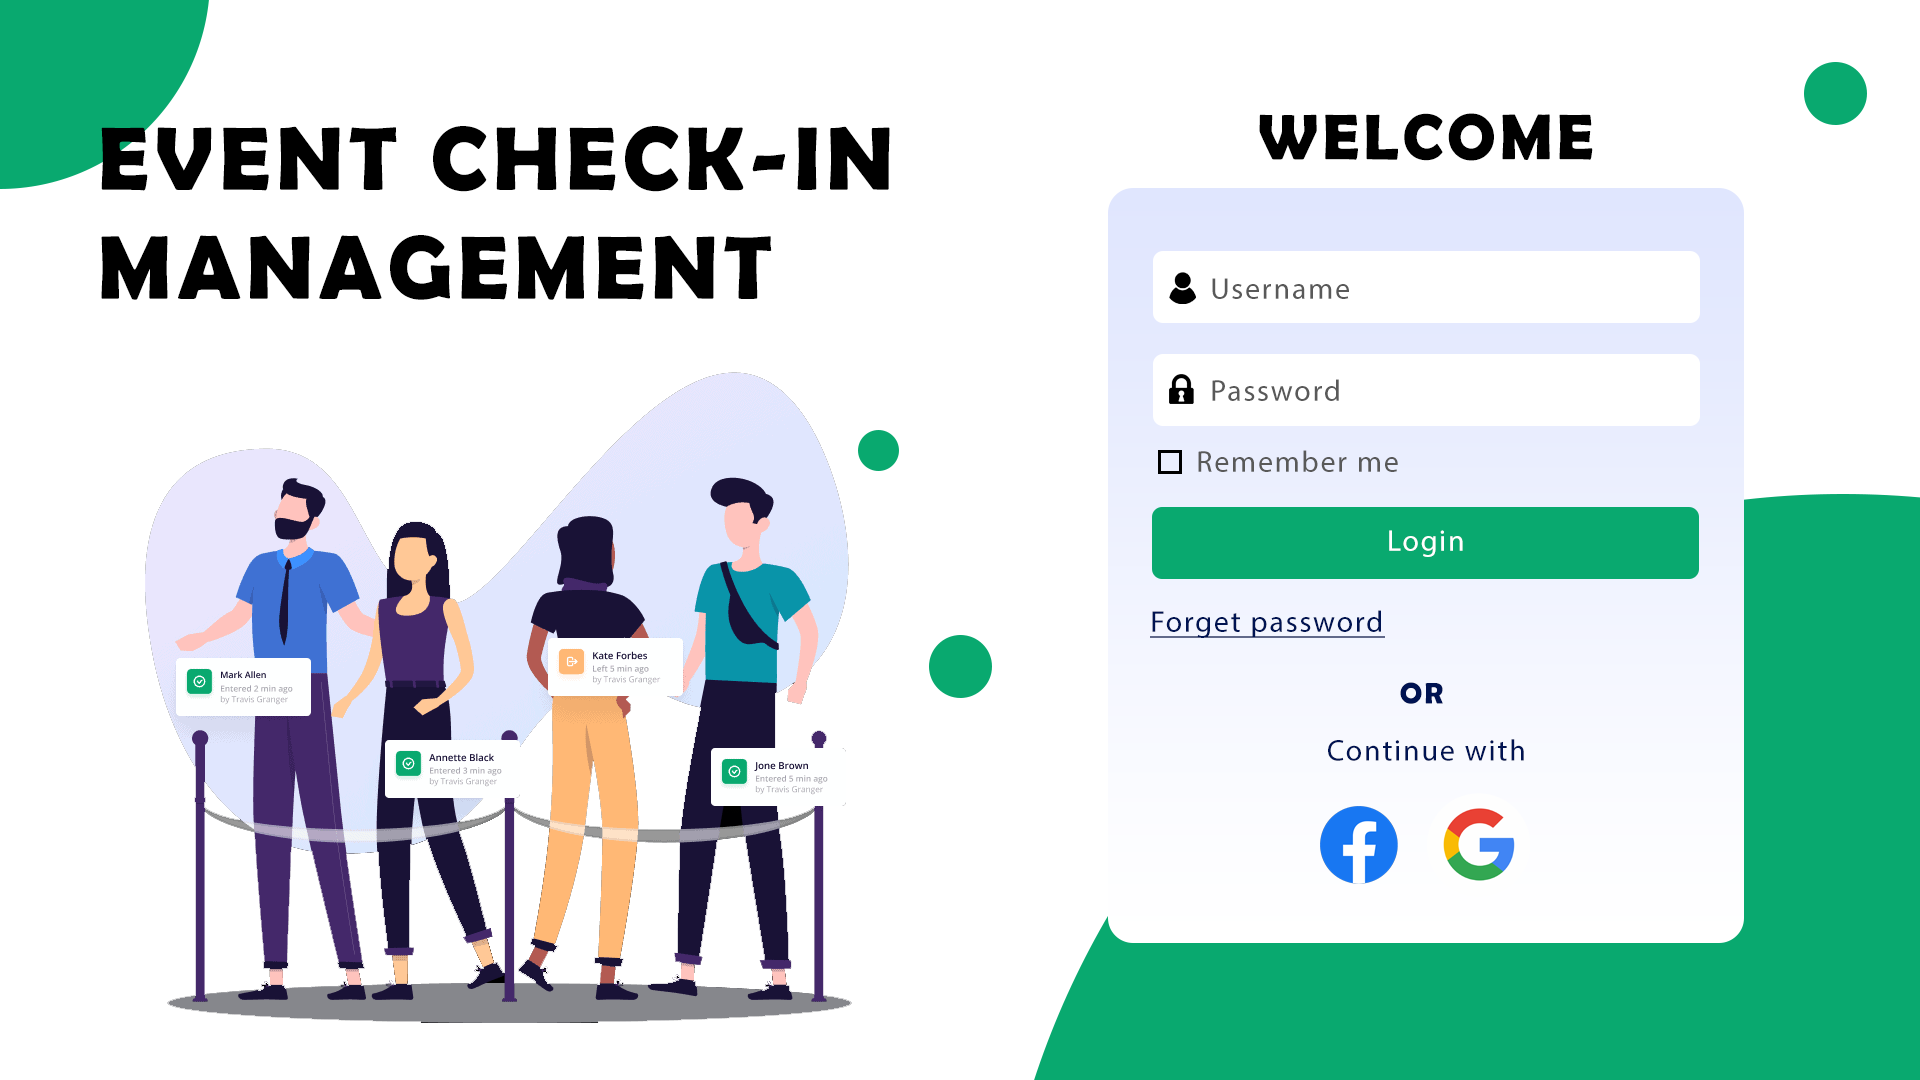 EVENT CHECK-IN
MANAGEMENT
Mark Allen
Entered 2 min ago
by Travis Granger
Annette Black
Entered 3 min ago
by Travis Granger
Kate Forbes
Left 5 min ago
by Travis Granger
Jone Brown
Entered 5 min ago
by Travis Granger
WELCOME
Username
Password
Remember me
Login
Forget password
OR
Continue with